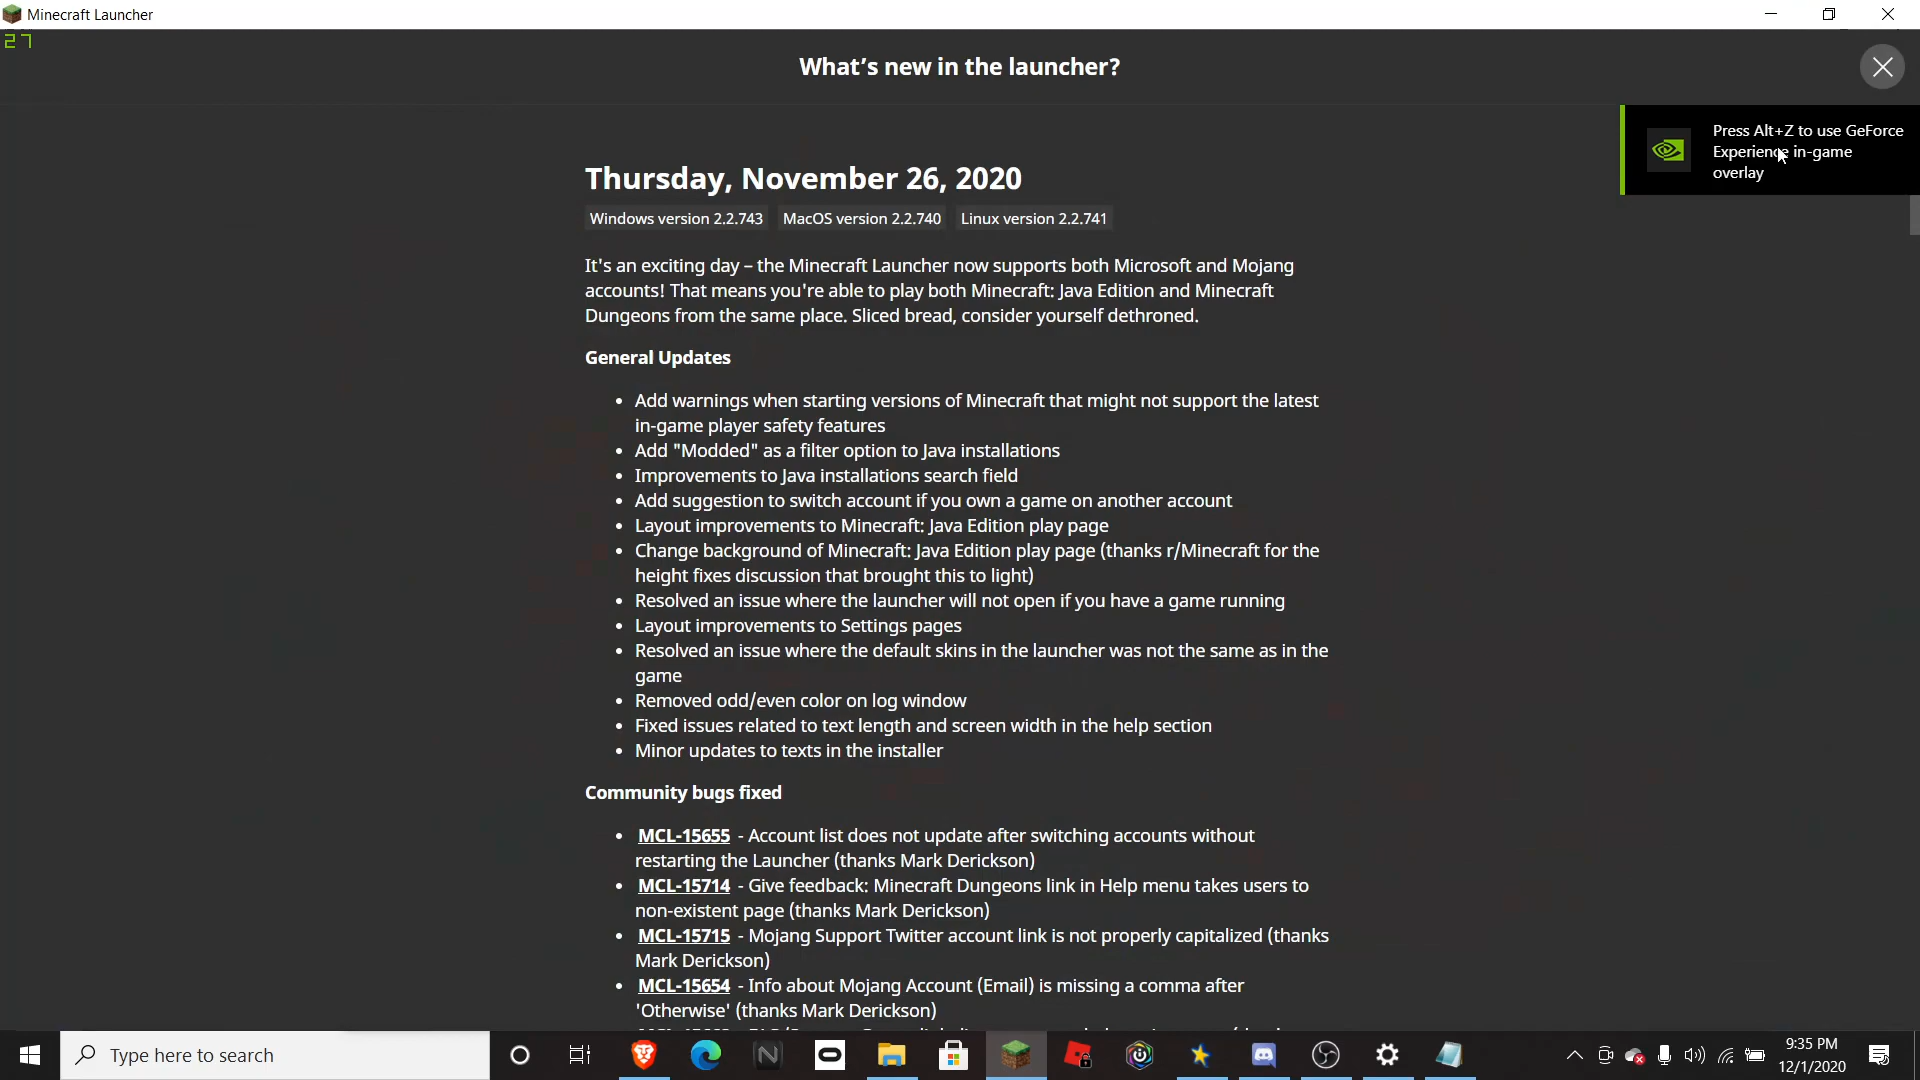 Minecraft Launcher
27
What's new in the launcher?
Press Alt+Z to use GeForce
Experience in-game
overlay
Thursday, November 26, 2020
Windows version 2.2.743 MacOS version 2.2.740 Linux version 2.2.741
It's an exciting day – the Minecraft Launcher now supports both Microsoft and Mojang
accounts! That means you're able to play both Minecraft: Java Edition and Minecraft
Dungeons from the same place. Sliced bread, consider yourself dethroned.
General Updates
• Add warnings when starting versions of Minecraft that might not support the latest
in-game player safety features
• Add "Modded" as a filter option to Java installations
• Improvements to Java installations search field
• Add suggestion to switch account if you own a game on another account
• Layout improvements to Minecraft: Java Edition play page
• Change background of Minecraft: Java Edition play page (thanks r/Minecraft for the
height fixes discussion that brought this to light)
• Resolved an issue where the launcher will not open if you have a game running
• Layout improvements to Settings pages
• Resolved an issue where the default skins in the launcher was not the same as in the
game
• Removed odd/even color on log window
• Fixed issues related to text length and screen width in the help section
• Minor updates to texts in the installer
Community bugs fixed
• MCL-15655 - Account list does not update after switching accounts without
restarting the Launcher (thanks Mark Derickson)
• MCL-15714 - Give feedback: Minecraft Dungeons link in Help menu takes users to
non-existent page (thanks Mark Derickson)
• MCL-15715 - Mojang Support Twitter account link is not properly capitalized (thanks
Mark Derickson)
• MCL-15654 - Info about Mojang Account (Email) is missing a comma after
'Otherwise' (thanks Mark Derickson)
Type here to search
9:35 PM
12/1/2020